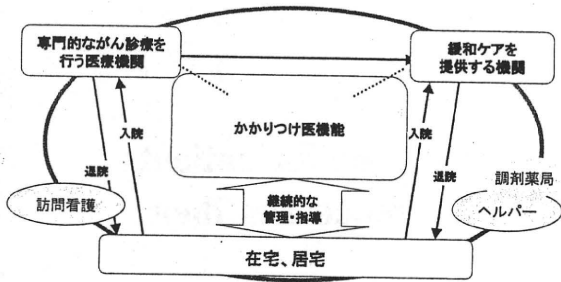 専門的ながん診療を
行う医療機関
緩和ケアを
提供する機関
かかりつけ医機能
入院
退院
入院
退院
継続的な
管理・指導
訪問看護
調剤薬局
ヘルパー
在宅、居宅